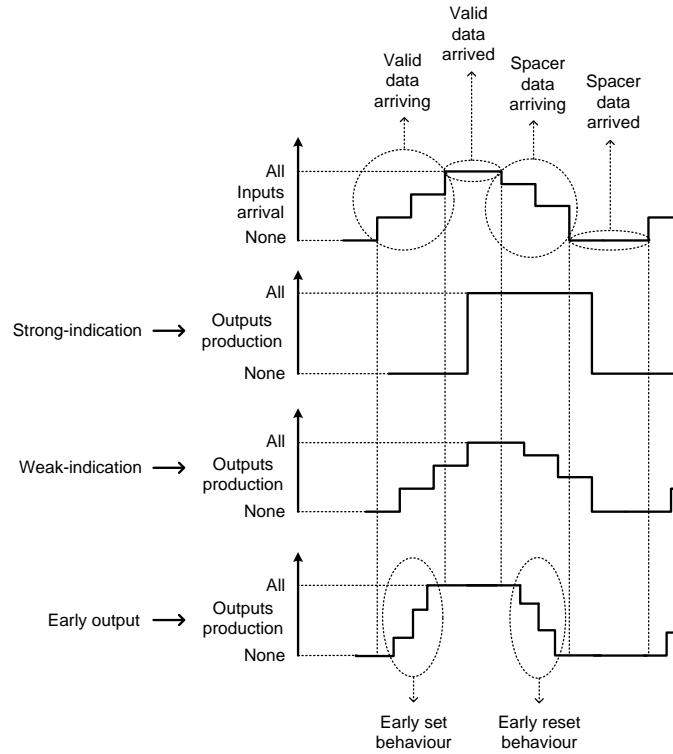 Valid
data
arrived
Valid
data
arriving
Spacer
data
arriving
Spacer
data
arrived
All
Inputs
arrival
None
All
Strong-indication
Outputs
production
None
All
Weak-indication
Outputs
production
None
All
Early output
Outputs
production
None
Early set
behaviour
Early reset
behaviour